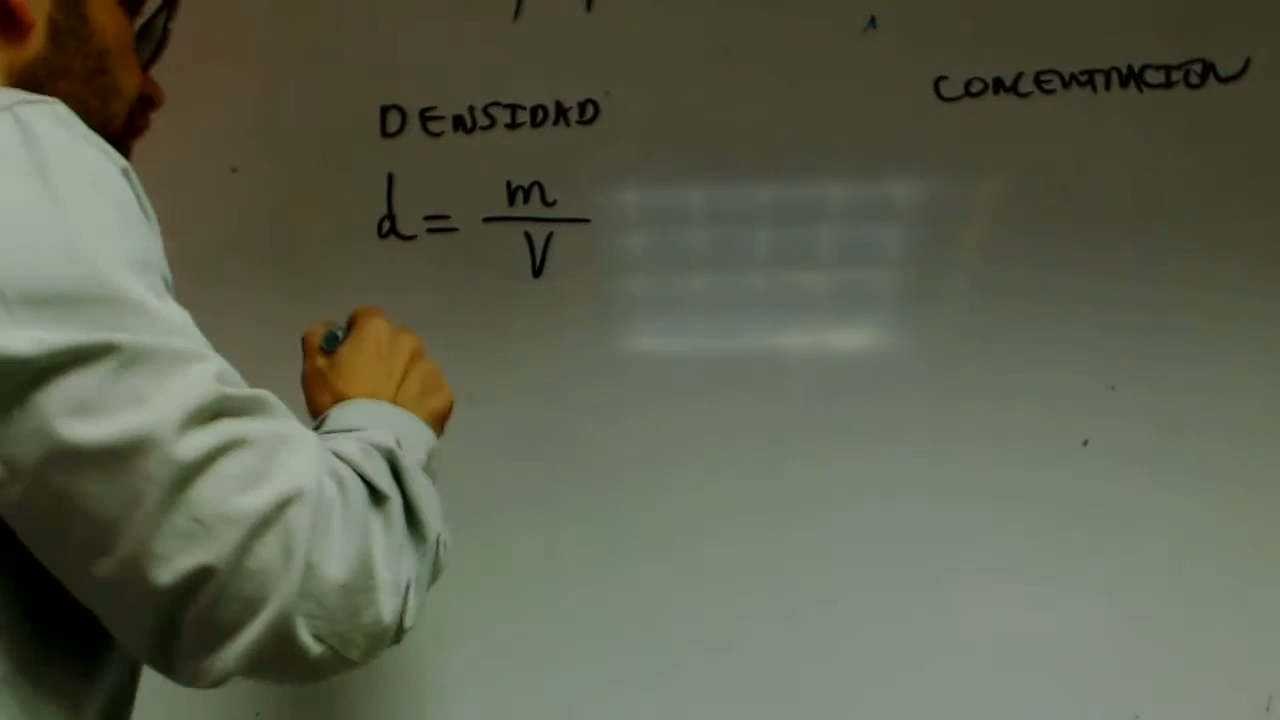 DENSIDAD
CONCENTRACION
d = m / V